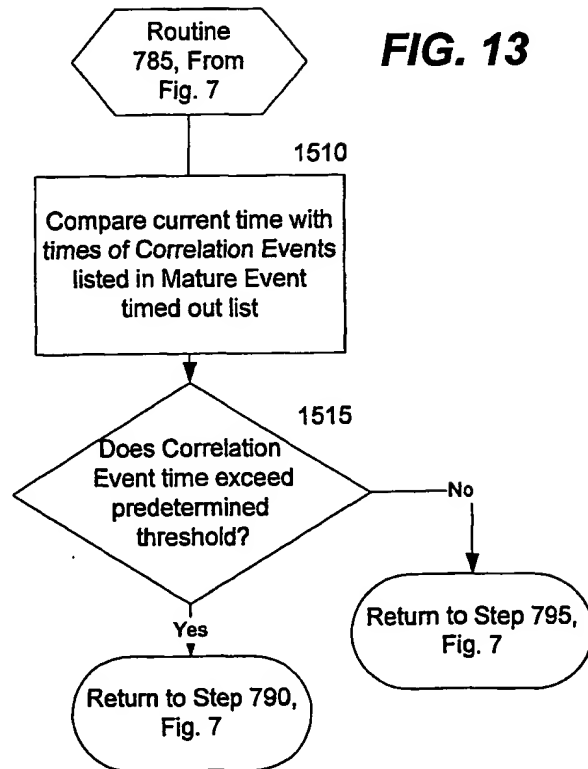 Routine
785, From
Fig. 7
FIG. 13
1510
Compare current time with
times of Correlation Events
listed in Mature Event
timed out list
1515
Does Correlation
Event time exceed
predetermined
threshold?
No
Yes
Return to Step 795,
Fig. 7
Return to Step 790,
Fig. 7